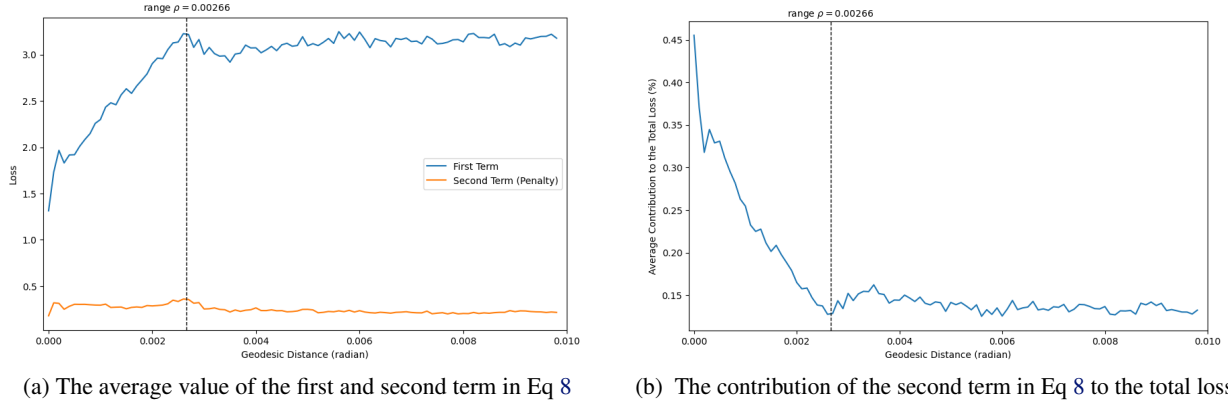 range ρ = 0.00266
3.0
2.5
2.0
1.5
1.0
0.5
Loss
First Term
Second Term (Penalty)
0.000
0.002
0.004
0.006
0.008
0.010
Geodesic Distance (radian)
(a) The average value of the first and second term in Eq 8
range ρ = 0.00266
0.45
0.40
0.35
0.30
0.25
0.20
0.15
Average Contribution to the Total Loss (%)
0.000
0.002
0.004
0.006
0.008
0.010
Geodesic Distance (radian)
(b) The contribution of the second term in Eq 8 to the total loss